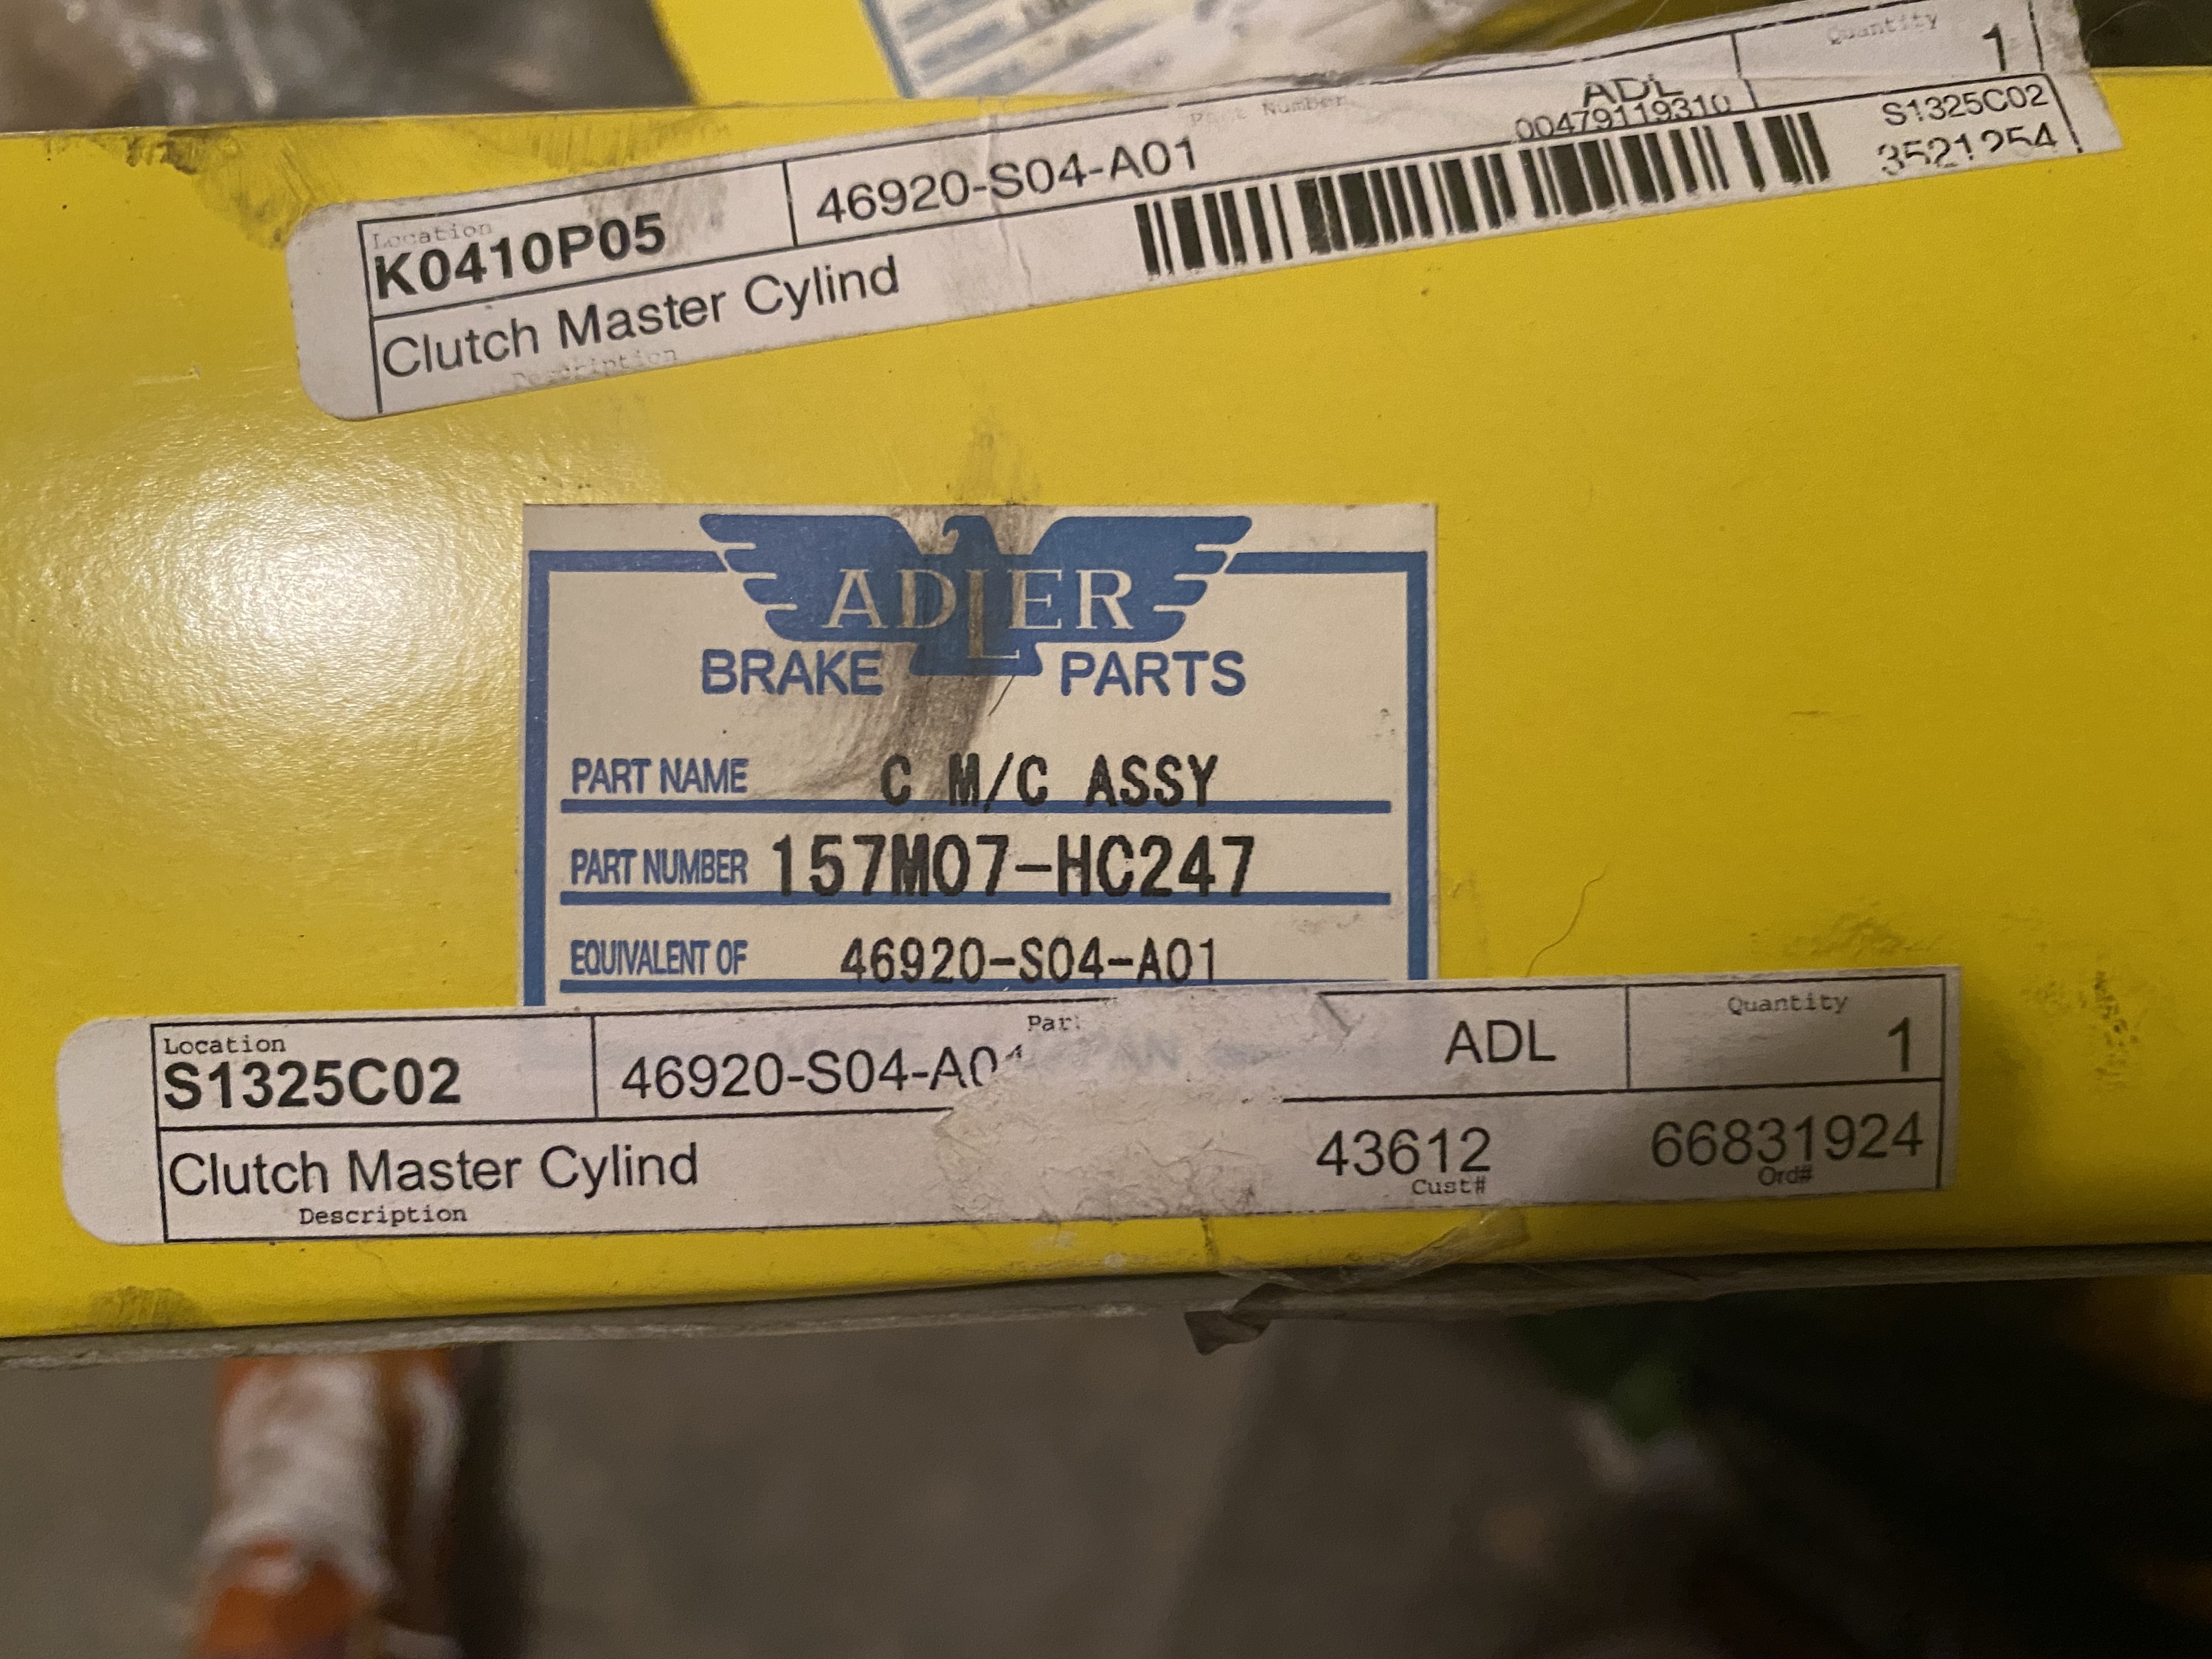 Quantity
Part Number
ADL
1
Location
K0410P05
46920-S04-A01
00479119310
S1325C02
3521254
Clutch Master Cylind
Description
ADLER
BRAKE PARTS
PART NAME C M/C ASSY
PART NUMBER 157M07-HC247
EQUIVALENT OF 46920-S04-A01
Location
S1325C02
46920-S04-A01
ADL
Quantity
1
Clutch Master Cylind
Description
43612
Cust#
66831924
Ord#